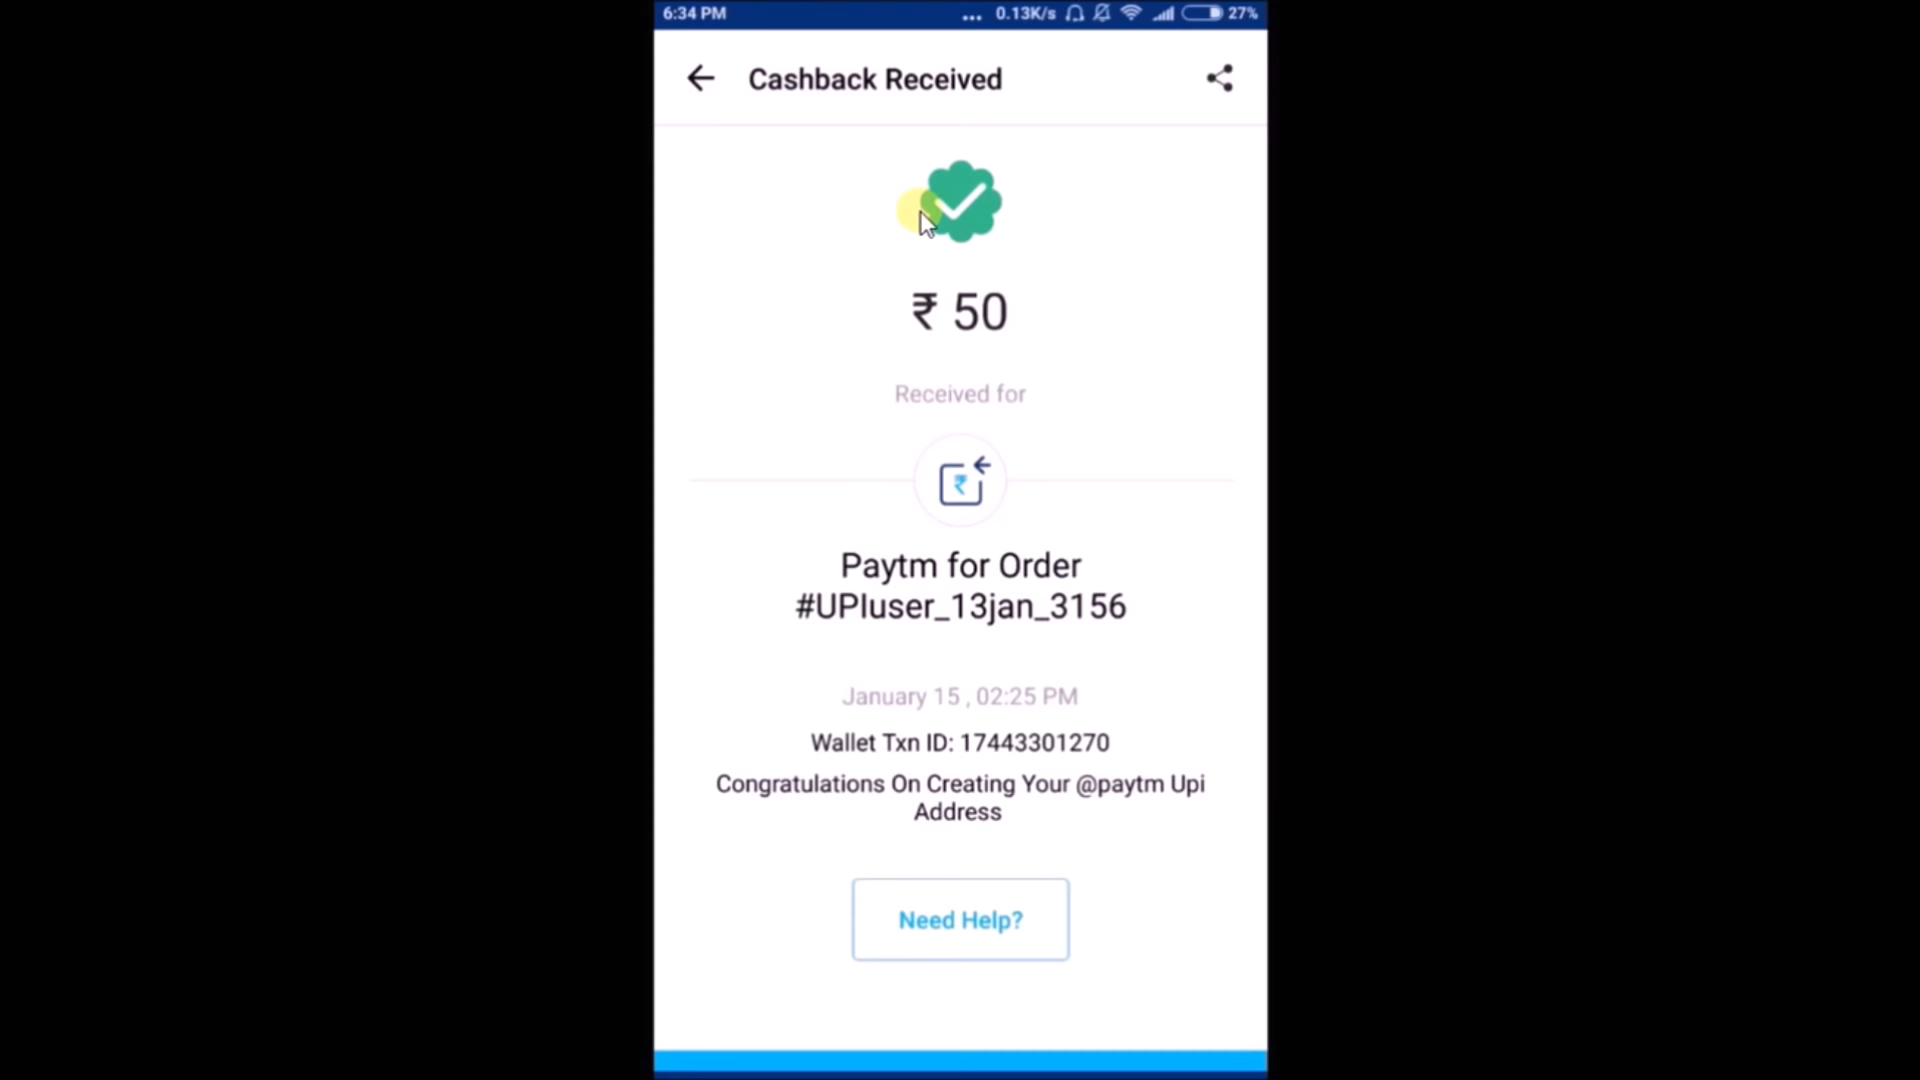 6:34 PM ... 0.13K/s 27%
Cashback Received
₹ 50
Received for
₹
Paytm for Order
#UPIuser_13jan_3156
January 15 , 02:25 PM
Wallet Txn ID: 17443301270
Congratulations On Creating Your @paytm Upi
Address
Need Help?